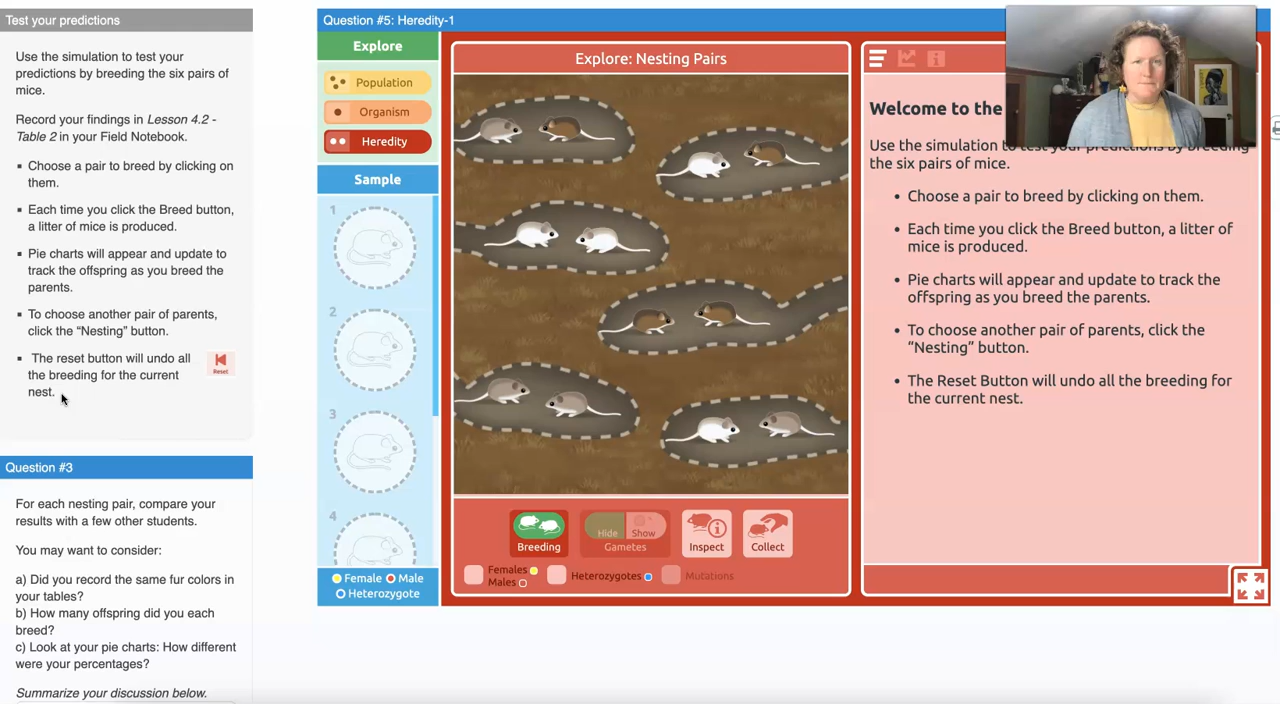 Test your predictions
Use the simulation to test your
predictions by breeding the six pairs of
mice.
Record your findings in Lesson 4.2 -
Table 2 in your Field Notebook.
▪ Choose a pair to breed by clicking on
them.
▪ Each time you click the Breed button,
a litter of mice is produced.
▪ Pie charts will appear and update to
track the offspring as you breed the
parents.
▪ To choose another pair of parents,
click the “Nesting” button.
▪ The reset button will undo all
the breeding for the current
nest.
Reset
Question #3
For each nesting pair, compare your
results with a few other students.
You may want to consider:
a) Did you record the same fur colors in
your tables?
b) How many offspring did you each
breed?
c) Look at your pie charts: How different
were your percentages?
Summarize your discussion below.
Question #5: Heredity-1
Explore
Population
Organism
Heredity
Sample
1
2
3
4
Female Male
Heterozygote
Explore: Nesting Pairs
Breeding
Hide Show
Gametes
Inspect
Collect
Females
Males
Heterozygotes
Mutations
Welcome to the
Use the simulation to test your predictions by breeding
the six pairs of mice.
• Choose a pair to breed by clicking on them.
• Each time you click the Breed button, a litter of
mice is produced.
• Pie charts will appear and update to track the
offspring as you breed the parents.
• To choose another pair of parents, click the
“Nesting” button.
• The Reset Button will undo all the breeding for
the current nest.